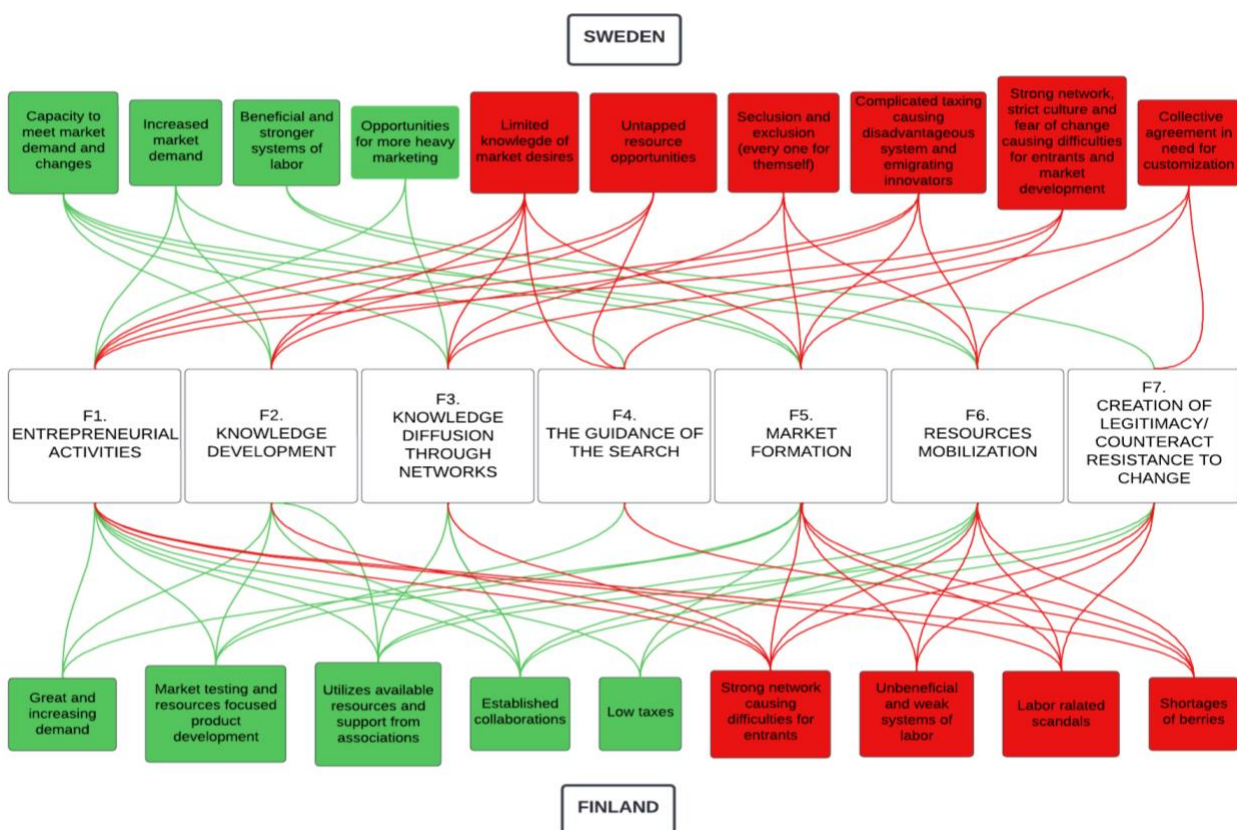 SWEDEN
Capacity to
meet market
demand and
changes
Increased
market
demand
Beneficial and
stronger
systems of
labor
Opportunities
for more heavy
marketing
Limited
knowlegde of
market desires
Untapped
resource
opportunities
Seclusion and
exclusion
(every one for
themself)
Complicated taxing
causing
disadvantageous
system and
emigrating
innovators
Strong network,
strict culture and
fear of change
causing difficulties
for entrants and
market
development
Collective
agreement in
need for
customization
F1.
ENTREPRENEURIAL
ACTIVITIES
F2.
KNOWLEDGE
DEVELOPMENT
F3.
KNOWLEDGE
DIFFUSION
THROUGH
NETWORKS
F4.
THE GUIDANCE OF
THE SEARCH
F5.
MARKET
FORMATION
F6.
RESOURCES
MOBILIZATION
F7.
CREATION OF
LEGITIMACY/
COUNTERACT
RESISTANCE TO
CHANGE
Great and
increasing
demand
Market testing and
resources focused
product
development
Utilizes available
resources and
support from
associations
Established
collaborations
Low taxes
Strong network
causing
difficulties for
entrants
Unbeneficial
and weak
systems of
labor
Labor ralated
scandals
Shortages
of berries
FINLAND